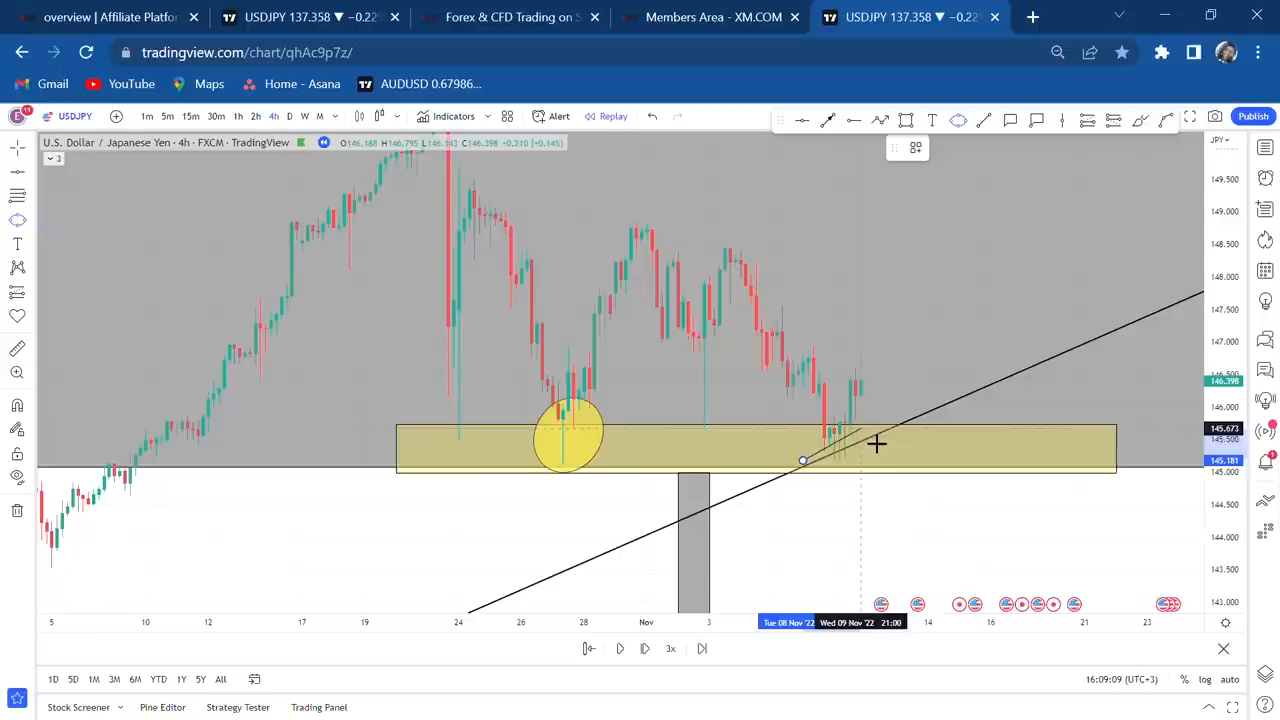 overview | Affiliate Platfor
USDJPY 137.358 ▼ −0.22
Forex & CFD Trading on S
Members Area - XM.COM
USDJPY 137.358 ▼ −0.22
tradingview.com/chart/qhAc9p7z/
Gmail YouTube Maps Home - Asana AUDUSD 0.67986...
E 11 USDJPY 1m 5m 15m 30m 1h 2h 4h D W M Indicators Alert Replay Publish
U.S. Dollar / Japanese Yen · 4h · FXCM · TradingView O146.188 H146.795 L146.143 C146.398 +0.210 (+0.14%)
JPY
3
149.500
149.000
148.500
148.000
147.500
147.000
146.500
146.398
146.000
145.673
145.500
145.181
145.000
144.500
144.000
143.500
143.000
5 10 12 17 19 24 26 28 Nov 3 Tue 08 Nov '22 Wed 09 Nov '22 21:00 14 16 21 23
3x
1D 5D 1M 3M 6M YTD 1Y 5Y All 16:09:09 (UTC+3) % log auto
Stock Screener Pine Editor Strategy Tester Trading Panel